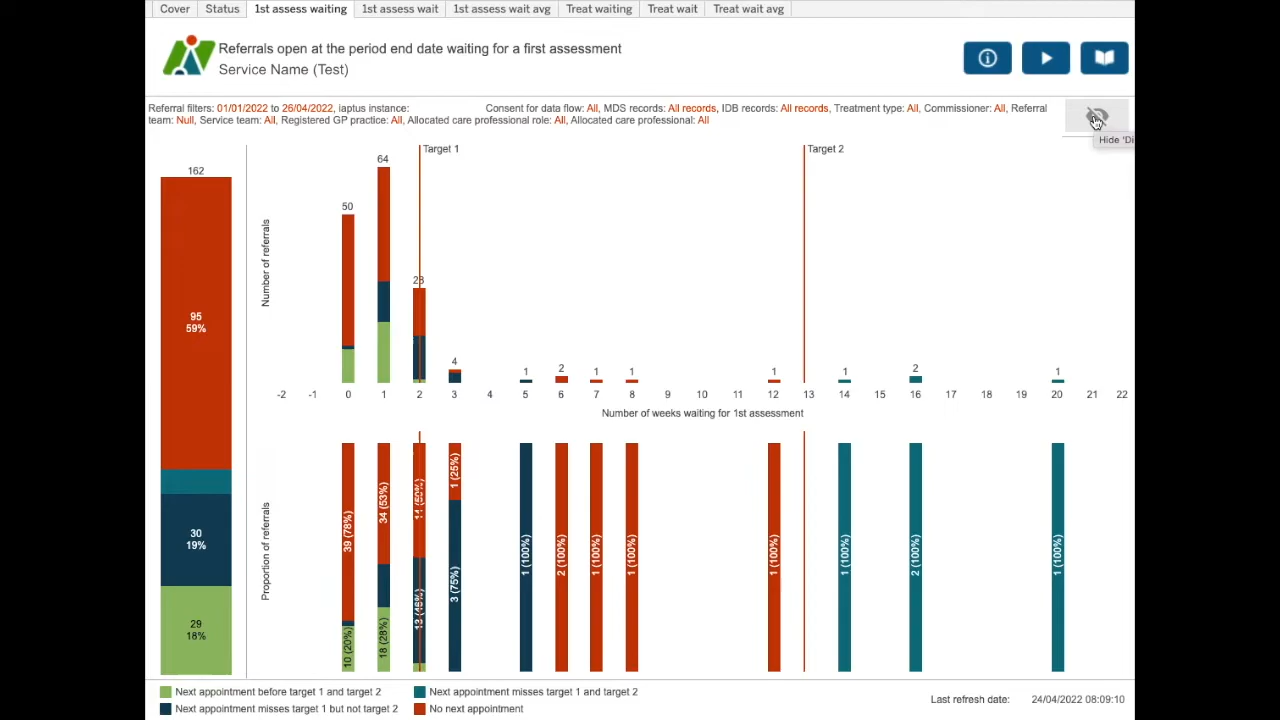 Cover Status 1st assess waiting 1st assess wait 1st assess wait avg Treat waiting Treat wait Treat wait avg
Referrals open at the period end date waiting for a first assessment
Service Name (Test)
Referral filters: 01/01/2022 to 26/04/2022, iaptus instance: Consent for data flow: All, MDS records: All records, IDB records: All records, Treatment type: All, Commissioner: All, Referral
team: Null, Service team: All, Registered GP practice: All, Allocated care professional role: All, Allocated care professional: All
Hide 'Di
Target 1 Target 2
162
95
59%
30
19%
29
18%
Number of referrals
50 64 28 4 1 2 1 1 1 1 2 1
-2 -1 0 1 2 3 4 5 6 7 8 9 10 11 12 13 14 15 16 17 18 19 20 21 22
Number of weeks waiting for 1st assessment
Proportion of referrals
39 (78%)
10 (20%)
34 (53%)
18 (28%)
14 (50%)
13 (46%)
1 (25%)
3 (75%)
1 (100%)
2 (100%)
1 (100%)
1 (100%)
1 (100%)
1 (100%)
2 (100%)
1 (100%)
Next appointment before target 1 and target 2
Next appointment misses target 1 and target 2
Next appointment misses target 1 but not target 2
No next appointment
Last refresh date: 24/04/2022 08:09:10